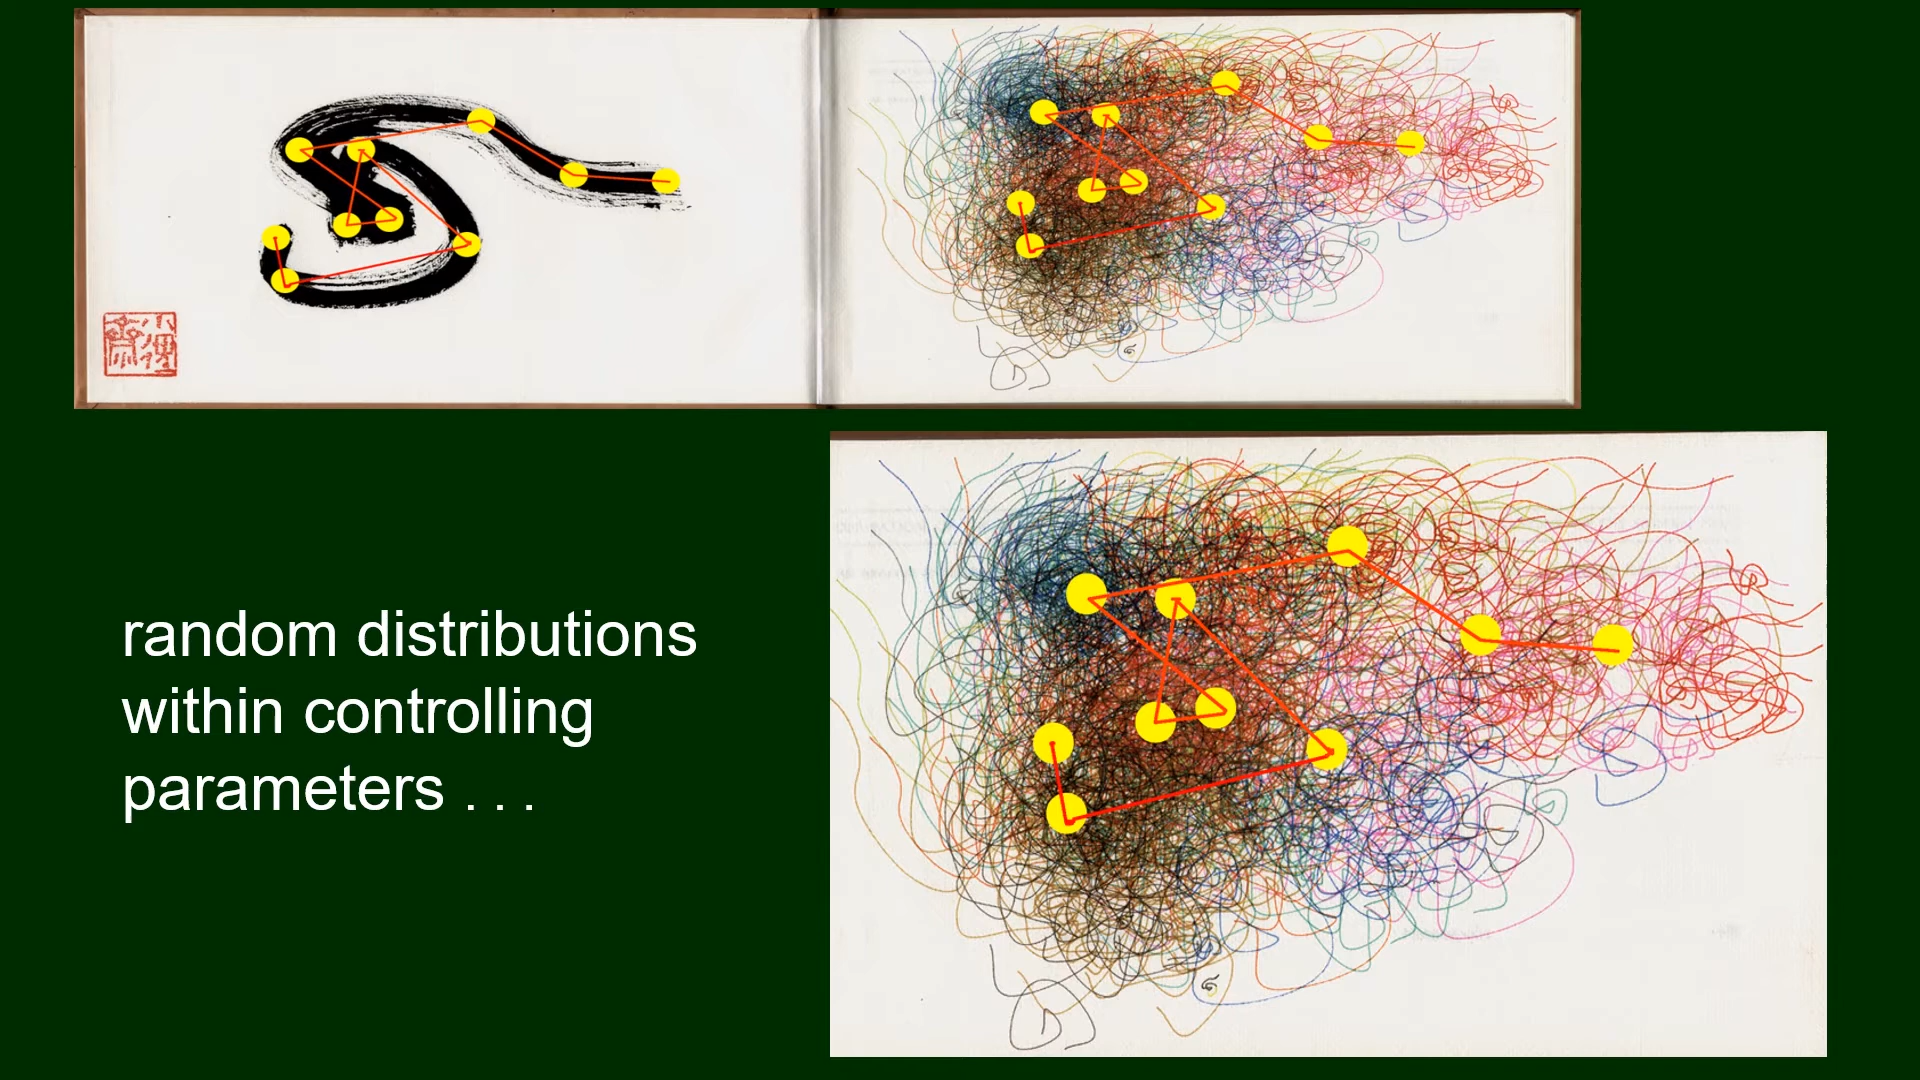 random distributions
within controlling
parameters . . .